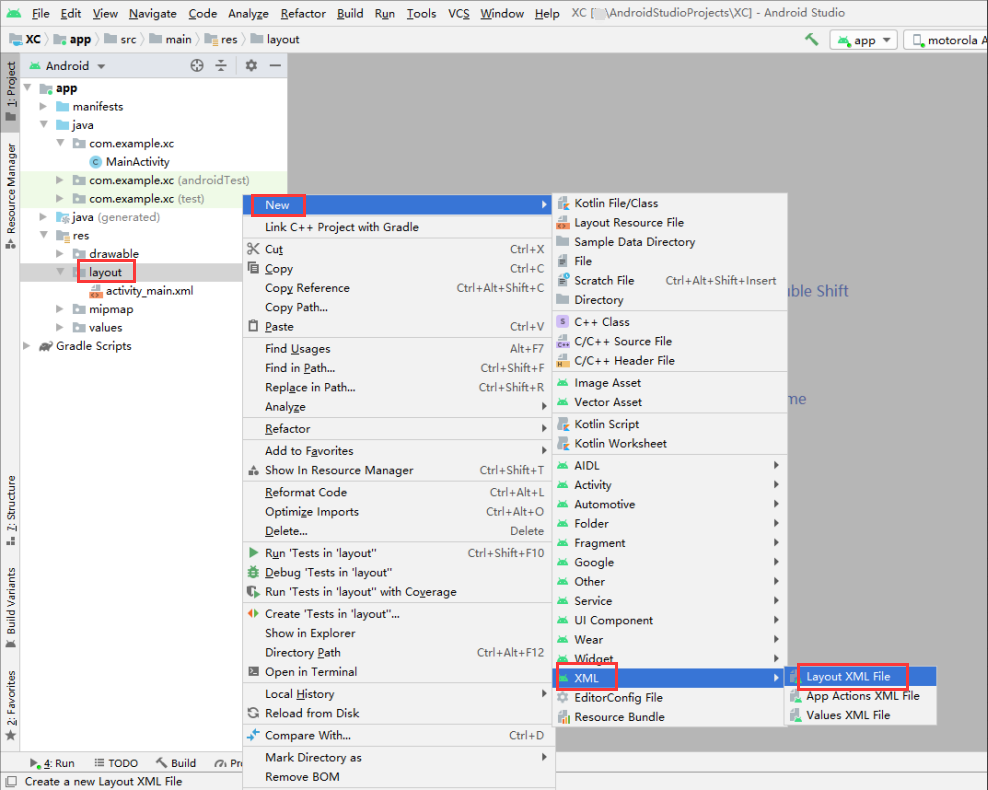 File Edit View Navigate Code Analyze Refactor Build Run Tools VCS Window Help XC [ \AndroidStudioProjects\XC] - Android Studio
XC app src main res layout app motorola A
Android
app
manifests
java
com.example.xc
MainActivity
com.example.xc (androidTest)
com.example.xc (test)
java (generated)
res
drawable
layout
activity_main.xml
mipmap
values
Gradle Scripts
1: Project
Resource Manager
7: Structure
Build Variants
2: Favorites
New
Link C++ Project with Gradle
Cut Ctrl+X
Copy Ctrl+C
Copy Reference Ctrl+Alt+Shift+C
Copy Path...
Paste Ctrl+V
Find Usages Alt+F7
Find in Path... Ctrl+Shift+F
Replace in Path... Ctrl+Shift+R
Analyze
Refactor
Add to Favorites
Show In Resource Manager Ctrl+Shift+T
Reformat Code Ctrl+Alt+L
Optimize Imports Ctrl+Alt+O
Delete... Delete
Run 'Tests in 'layout'' Ctrl+Shift+F10
Debug 'Tests in 'layout''
Run 'Tests in 'layout'' with Coverage
Create 'Tests in 'layout''...
Show in Explorer
Directory Path Ctrl+Alt+F12
Open in Terminal
Local History
Reload from Disk
Compare With... Ctrl+D
Mark Directory as
Remove BOM
Kotlin File/Class
Layout Resource File
Sample Data Directory
File
Scratch File Ctrl+Alt+Shift+Insert
Directory
C++ Class
C/C++ Source File
C/C++ Header File
Image Asset
Vector Asset
Kotlin Script
Kotlin Worksheet
AIDL
Activity
Automotive
Folder
Fragment
Google
Other
Service
UI Component
Wear
Widget
XML
EditorConfig File
Resource Bundle
Layout XML File
App Actions XML File
Values XML File
uble Shift
me
4: Run TODO Build Pr
Create a new Layout XML File